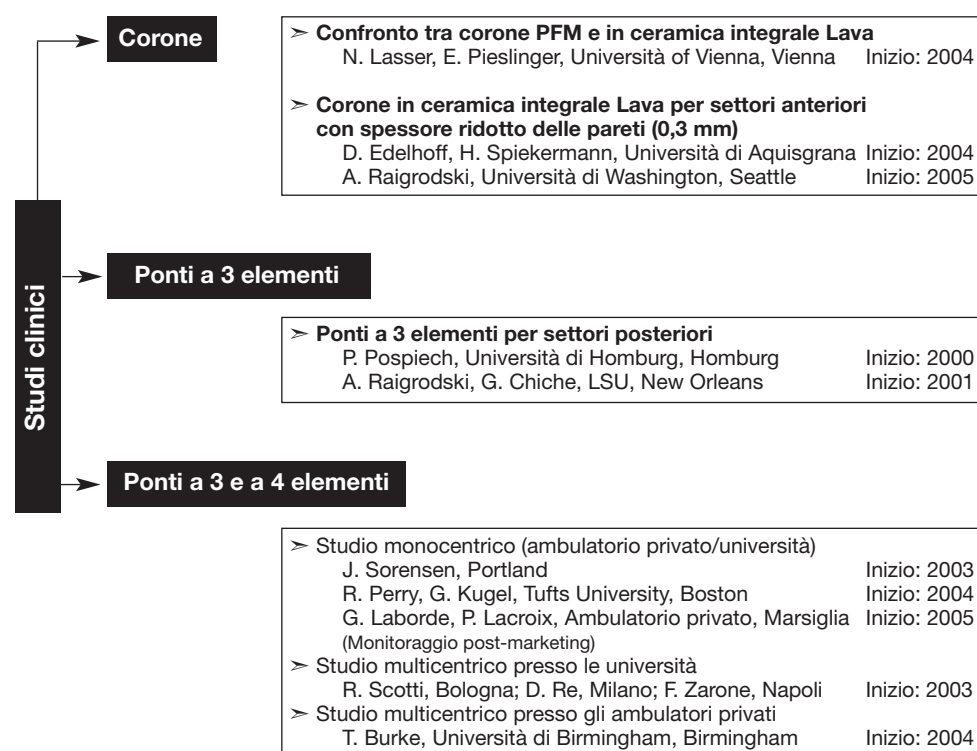 Studi clinici
Corone
➣ Confronto tra corone PFM e in ceramica integrale Lava
N. Lasser, E. Pieslinger, Università of Vienna, Vienna Inizio: 2004
➣ Corone in ceramica integrale Lava per settori anteriori
con spessore ridotto delle pareti (0,3 mm)
D. Edelhoff, H. Spiekermann, Università di Aquisgrana Inizio: 2004
A. Raigrodski, Università di Washington, Seattle Inizio: 2005
Ponti a 3 elementi
➣ Ponti a 3 elementi per settori posteriori
P. Pospiech, Università di Homburg, Homburg Inizio: 2000
A. Raigrodski, G. Chiche, LSU, New Orleans Inizio: 2001
Ponti a 3 e a 4 elementi
➣ Studio monocentrico (ambulatorio privato/università)
J. Sorensen, Portland Inizio: 2003
R. Perry, G. Kugel, Tufts University, Boston Inizio: 2004
G. Laborde, P. Lacroix, Ambulatorio privato, Marsiglia Inizio: 2005
(Monitoraggio post-marketing)
➣ Studio multicentrico presso le università
R. Scotti, Bologna; D. Re, Milano; F. Zarone, Napoli Inizio: 2003
➣ Studio multicentrico presso gli ambulatori privati
T. Burke, Università di Birmingham, Birmingham Inizio: 2004